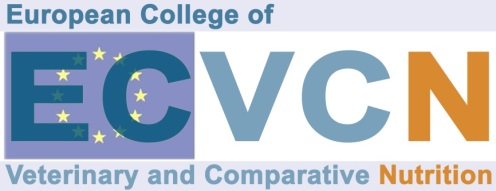 European College of
ECVCN
Veterinary and Comparative Nutrition